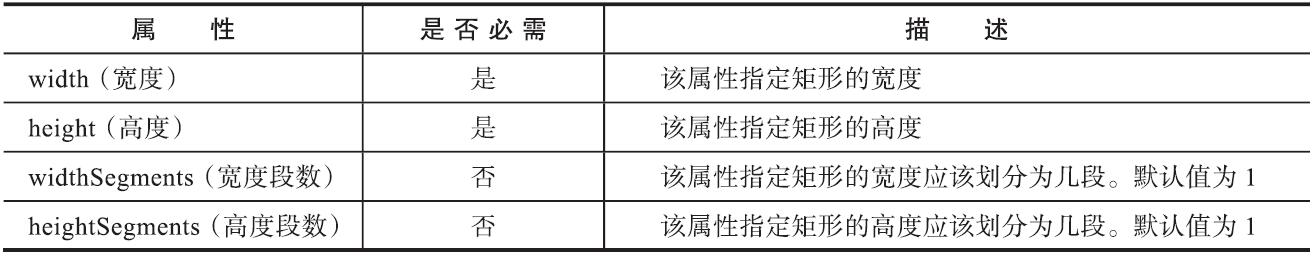 属 性 是 否 必 需 描 述
width（宽度） 是 该属性指定矩形的宽度
height（高度） 是 该属性指定矩形的高度
widthSegments（宽度段数） 否 该属性指定矩形的宽度应该划分为几段。默认值为 1
heightSegments（高度段数） 否 该属性指定矩形的高度应该划分为几段。默认值为 1